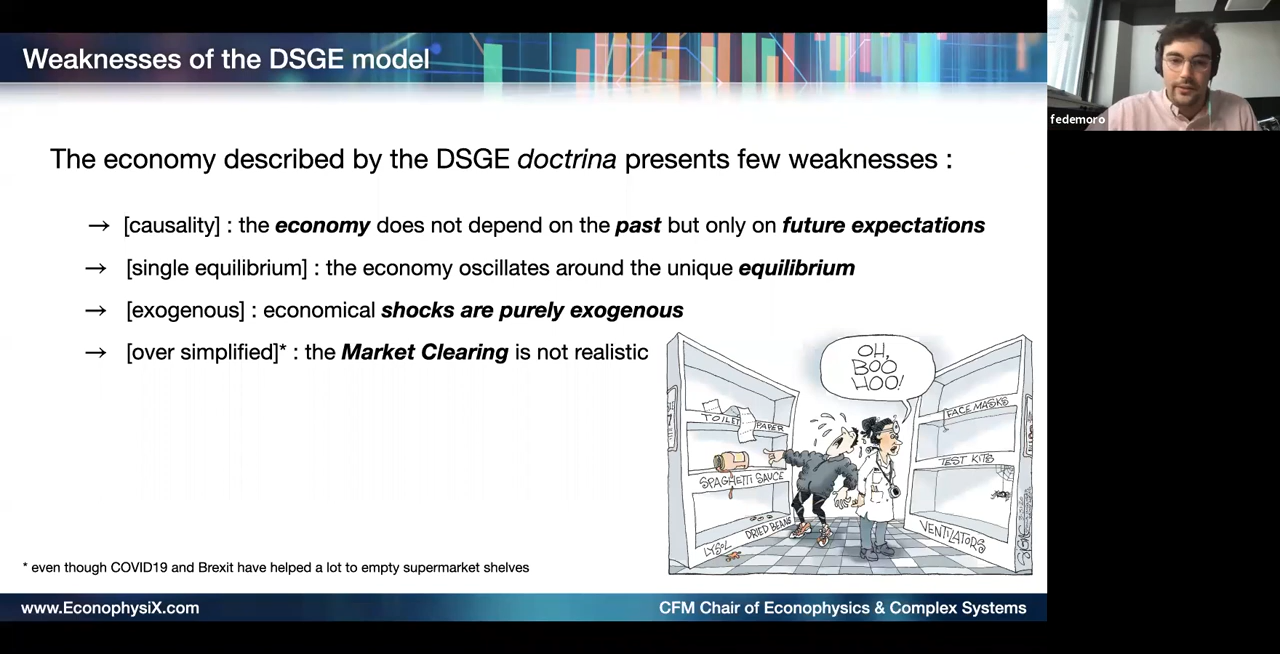 Weaknesses of the DSGE model
fedemoro
The economy described by the DSGE doctrina presents few weaknesses :
→ [causality] : the economy does not depend on the past but only on future expectations
→ [single equilibrium] : the economy oscillates around the unique equilibrium
→ [exogenous] : economical shocks are purely exogenous
→ [over simplified]* : the Market Clearing is not realistic
OH,
BOO
HOO!
TOILET PAPER
SPAGHETTI SAUCE
LYSOL
DRIED BEANS
FACE MASKS
TEST KITS
VENTILATORS
* even though COVID19 and Brexit have helped a lot to empty supermarket shelves
www.EconophysiX.com
CFM Chair of Econophysics & Complex Systems